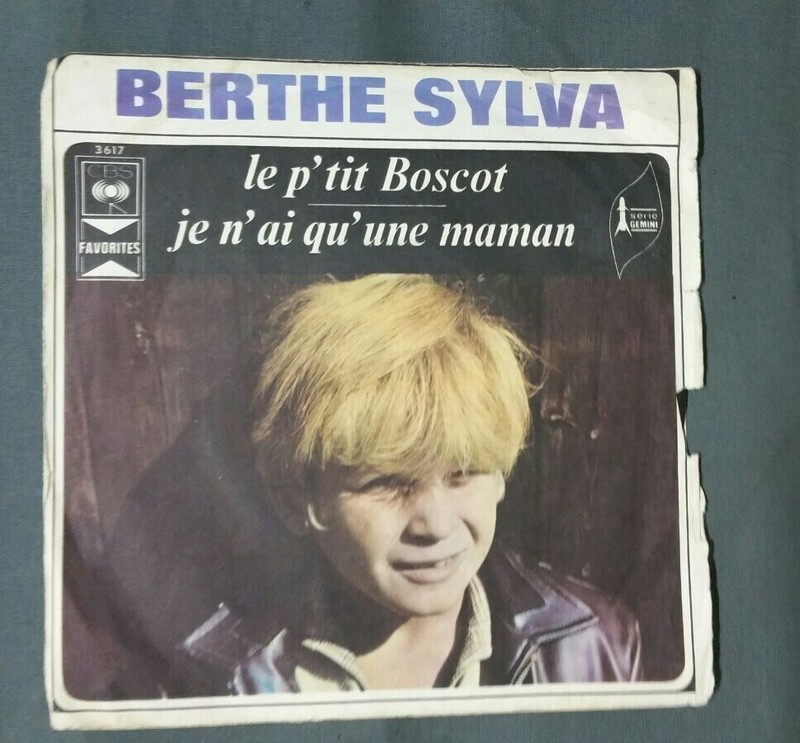 BERTHE SYLVA
3617
CBS
FAVORITES
le p'tit Boscot
je n'ai qu'une maman
série
GEMINI